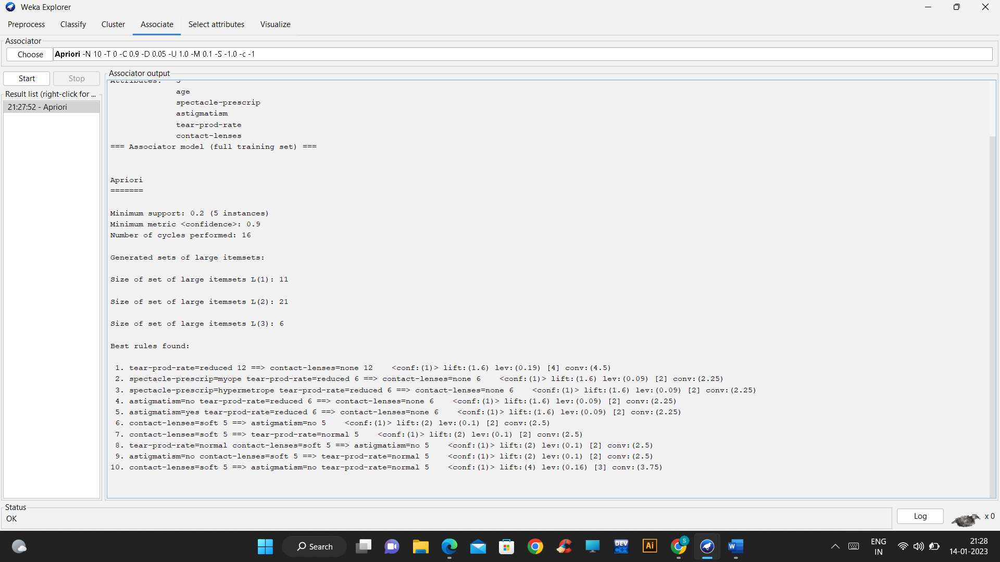 Weka Explorer
Preprocess Classify Cluster Associate Select attributes Visualize
Associator
Choose Apriori -N 10 -T 0 -C 0.9 -D 0.05 -U 1.0 -M 0.1 -S -1.0 -c -1
Start Stop
Associator output
Result list (right-click for ...
21:27:52 - Apriori
Attributes: 5
age
spectacle-prescrip
astigmatism
tear-prod-rate
contact-lenses
=== Associator model (full training set) ===
Apriori
=======
Minimum support: 0.2 (5 instances)
Minimum metric <confidence>: 0.9
Number of cycles performed: 16
Generated sets of large itemsets:
Size of set of large itemsets L(1): 11
Size of set of large itemsets L(2): 21
Size of set of large itemsets L(3): 6
Best rules found:
1. tear-prod-rate=reduced 12 ==> contact-lenses=none 12 <conf:(1)> lift:(1.6) lev:(0.19) [4] conv:(4.5)
2. spectacle-prescrip=myope tear-prod-rate=reduced 6 ==> contact-lenses=none 6 <conf:(1)> lift:(1.6) lev:(0.09) [2] conv:(2.25)
3. spectacle-prescrip=hypermetrope tear-prod-rate=reduced 6 ==> contact-lenses=none 6 <conf:(1)> lift:(1.6) lev:(0.09) [2] conv:(2.25)
4. astigmatism=no tear-prod-rate=reduced 6 ==> contact-lenses=none 6 <conf:(1)> lift:(1.6) lev:(0.09) [2] conv:(2.25)
5. astigmatism=yes tear-prod-rate=reduced 6 ==> contact-lenses=none 6 <conf:(1)> lift:(1.6) lev:(0.09) [2] conv:(2.25)
6. contact-lenses=soft 5 ==> astigmatism=no 5 <conf:(1)> lift:(2) lev:(0.1) [2] conv:(2.5)
7. contact-lenses=soft 5 ==> tear-prod-rate=normal 5 <conf:(1)> lift:(2) lev:(0.1) [2] conv:(2.5)
8. tear-prod-rate=normal contact-lenses=soft 5 ==> astigmatism=no 5 <conf:(1)> lift:(2) lev:(0.1) [2] conv:(2.5)
9. astigmatism=no contact-lenses=soft 5 ==> tear-prod-rate=normal 5 <conf:(1)> lift:(2) lev:(0.1) [2] conv:(2.5)
10. contact-lenses=soft 5 ==> astigmatism=no tear-prod-rate=normal 5 <conf:(1)> lift:(4) lev:(0.16) [3] conv:(3.75)
Status
OK
Log
x 0
Search
DEV C++
Ai
S
W
ENG
IN
21:28
14-01-2023